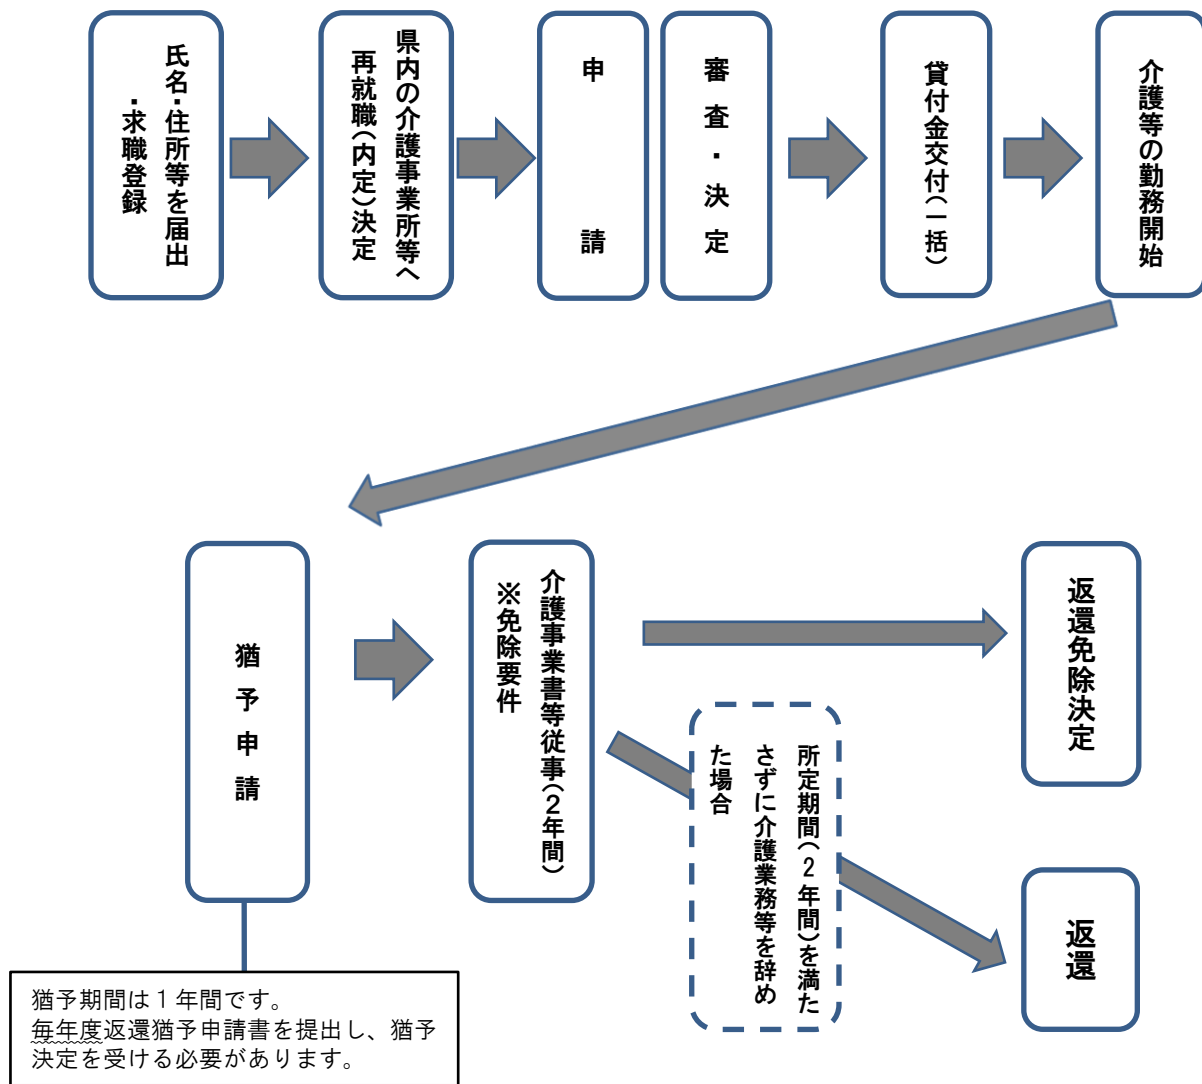 氏名・住所等を届出
・求職登録
県内の介護事業所等へ
再就職(内定)決定
申請
審査・決定
貸付金交付(一括)
介護等の勤務開始
猶予申請
介護事業書等従事(2年間)
※免除要件
返還免除決定
所定期間(2年間)を満た
さずに介護業務等を辞め
た場合
返還
猶予期間は1年間です。
毎年度返還猶予申請書を提出し、猶予
決定を受ける必要があります。